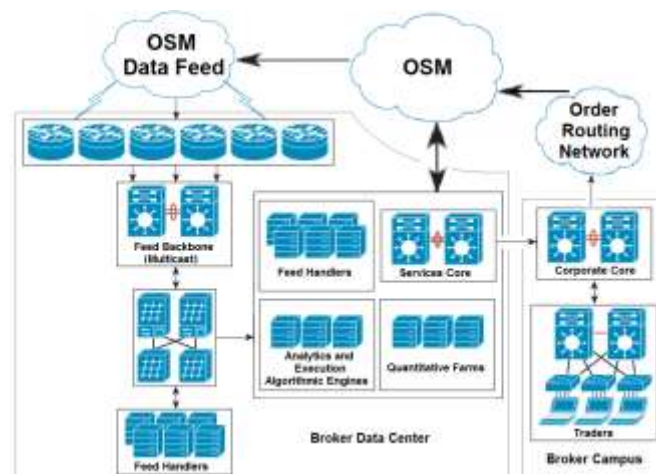 OSM
Data Feed
OSM
Order
Routing
Network
Feed Backbone
(Multicast)
Feed Handlers
Services Core
Corporate Core
Analytics and
Execution
Algorithmic Engines
Quantitative Farms
Traders
Feed Handlers
Broker Data Center
Broker Campus